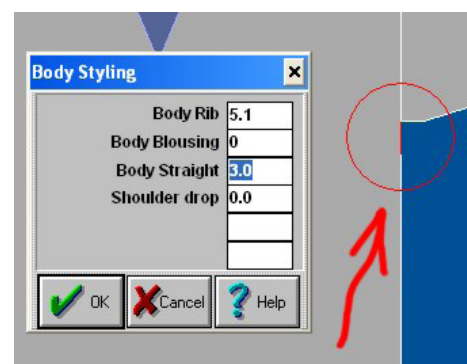 Body Styling
Body Rib 5.1
Body Blousing 0
Body Straight 3.0
Shoulder drop 0.0
OK Cancel Help